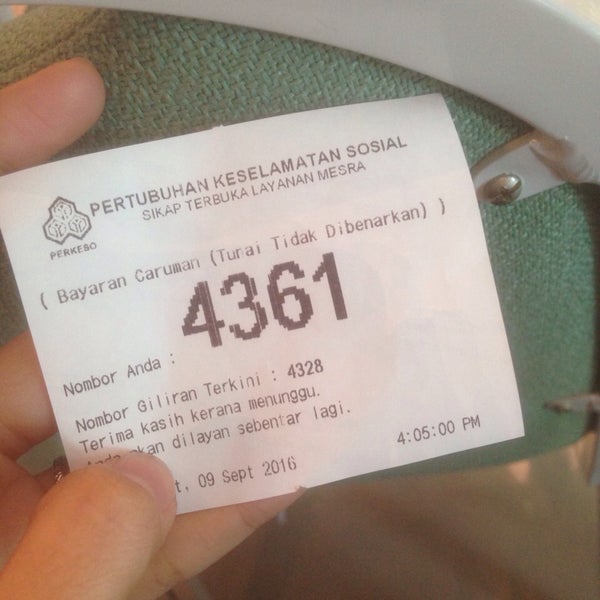 PERTUBUHAN KESELAMATAN SOSIAL
SIKAP TERBUKA LAYANAN MESRA
PERKESO
( Bayaran Caruman (Tunai Tidak Dibenarkan) )
4361
Nombor Anda :
Nombor Giliran Terkini : 4328
Terima kasih kerana menunggu.
Anda akan dilayan sebentar lagi.
09 Sept 2016
4:05:00 PM